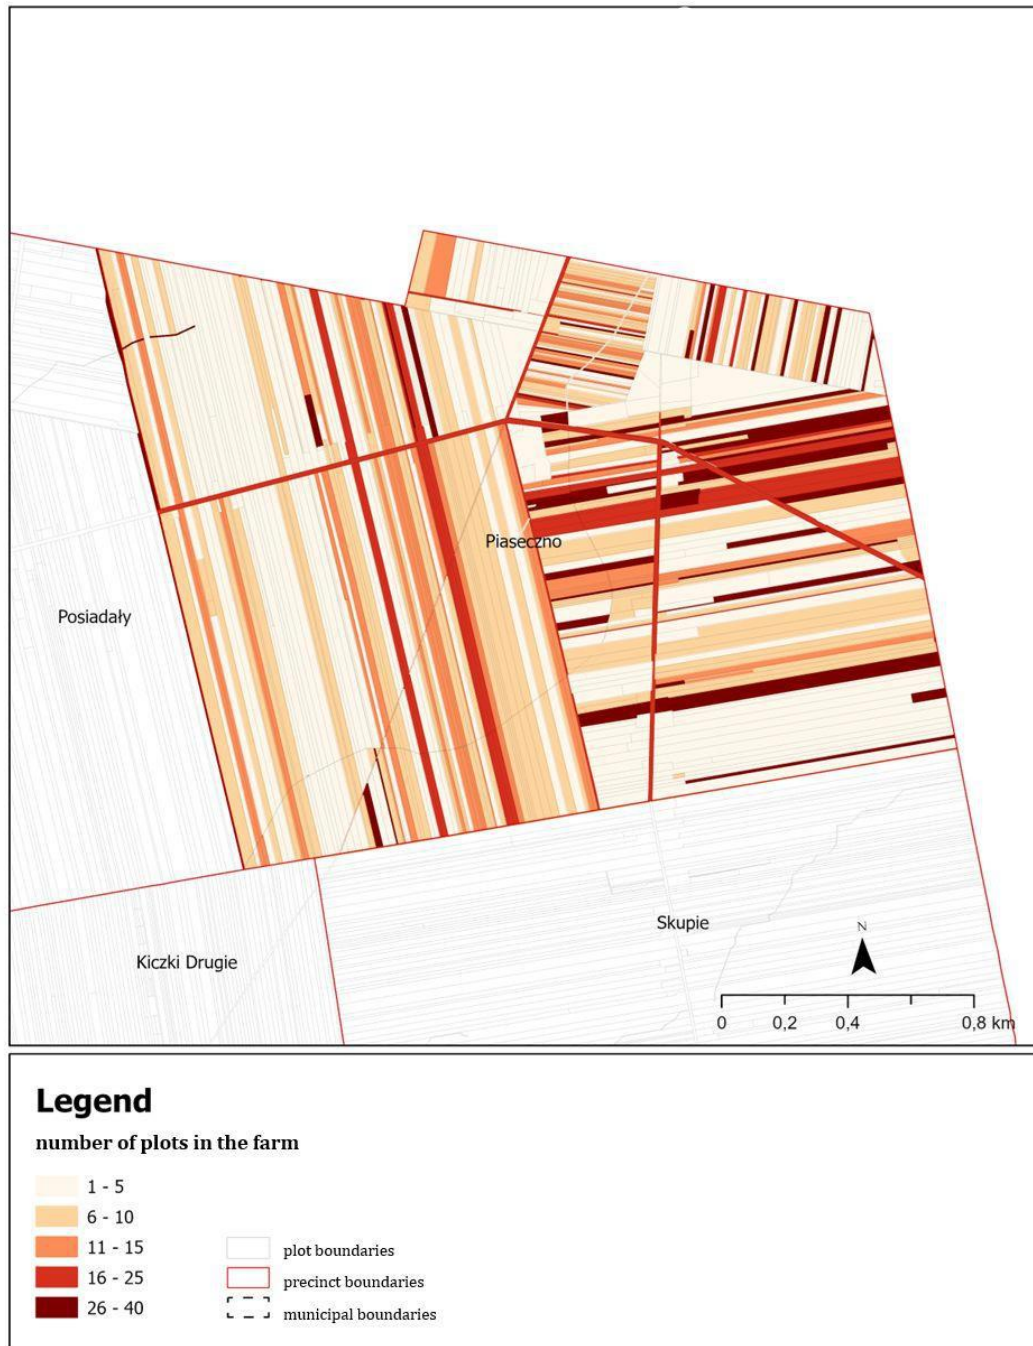 Piaseczno
Posiadały
Skupie
Kiczki Drugie
N
0 0,2 0,4 0,8 km
Legend
number of plots in the farm
1 - 5
6 - 10
11 - 15
16 - 25
26 - 40
plot boundaries
precinct boundaries
municipal boundaries